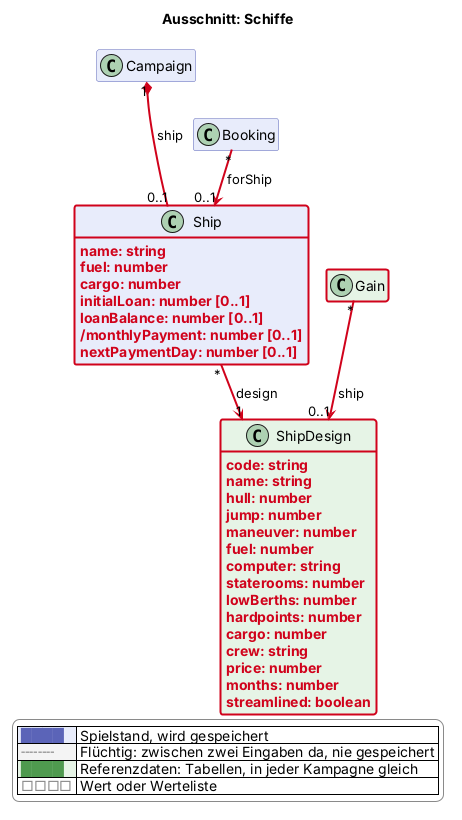 Ausschnitt: Schiffe
C Campaign
1
ship
C Booking
*
forShip
0..1
0..1
C Ship
name: string
fuel: number
cargo: number
initialLoan: number [0..1]
loanBalance: number [0..1]
/monthlyPayment: number [0..1]
nextPaymentDay: number [0..1]
C Gain
*
*
design
ship
1
0..1
C ShipDesign
code: string
name: string
hull: number
jump: number
maneuver: number
fuel: number
computer: string
staterooms: number
lowBerths: number
hardpoints: number
cargo: number
crew: string
price: number
months: number
streamlined: boolean
Spielstand, wird gespeichert
Flüchtig: zwischen zwei Eingaben da, nie gespeichert
Referenzdaten: Tabellen, in jeder Kampagne gleich
Wert oder Werteliste